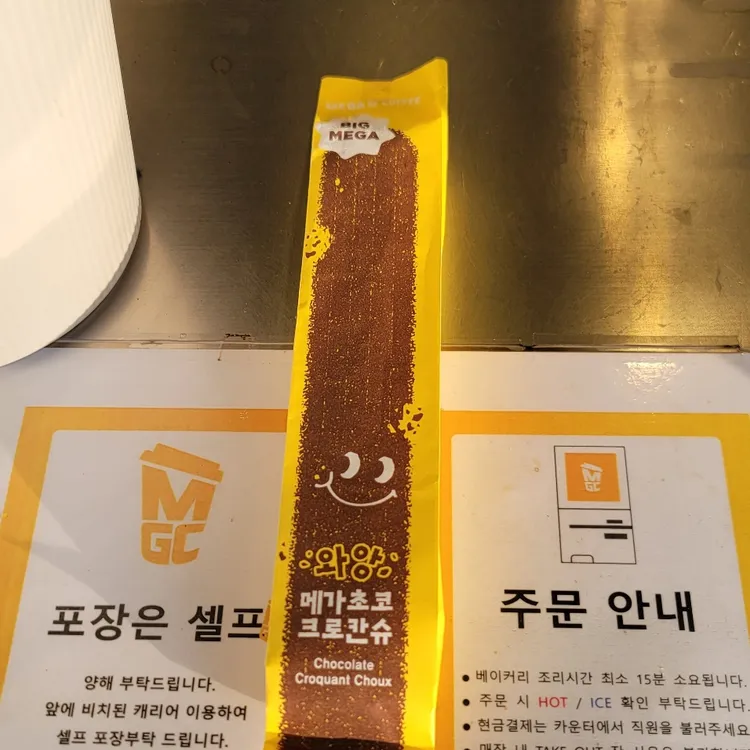 BIG
MEGA
와앙
메가초코
크로칸슈
Chocolate
Croquant Choux
MGC
포장은 셀프
양해 부탁드립니다.
앞에 비치된 캐리어 이용하여
셀프 포장부탁 드립니다.
MGC
주문 안내
• 베이커리 조리시간 최소 15분 소요됩니다.
• 주문 시 HOT / ICE 확인 부탁드립니다.
• 현금결제는 카운터에서 직원을 불러주세요
• 매장 내 TAKE OUT